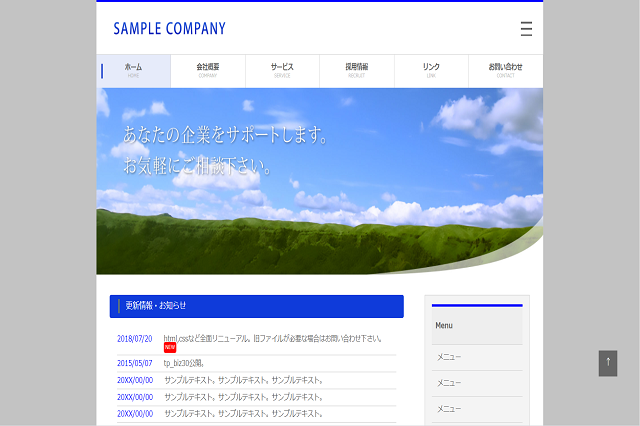 SAMPLE COMPANY
ホーム
HOME
会社概要
COMPANY
サービス
SERVICE
採用情報
RECRUIT
リンク
LINK
お問い合わせ
CONTACT
あなたの企業をサポートします。
お気軽にご相談下さい。
更新情報・お知らせ
2018/07/20 html,cssなど全面リニューアル。旧ファイルが必要な場合はお問い合わせ下さい。
NEW
2015/05/07 tp_biz30公開。
20XX/00/00 サンプルテキスト。サンプルテキスト。サンプルテキスト。
20XX/00/00 サンプルテキスト。サンプルテキスト。サンプルテキスト。
20XX/00/00 サンプルテキスト。サンプルテキスト。サンプルテキスト。
Menu
メニュー
メニュー
メニュー
↑